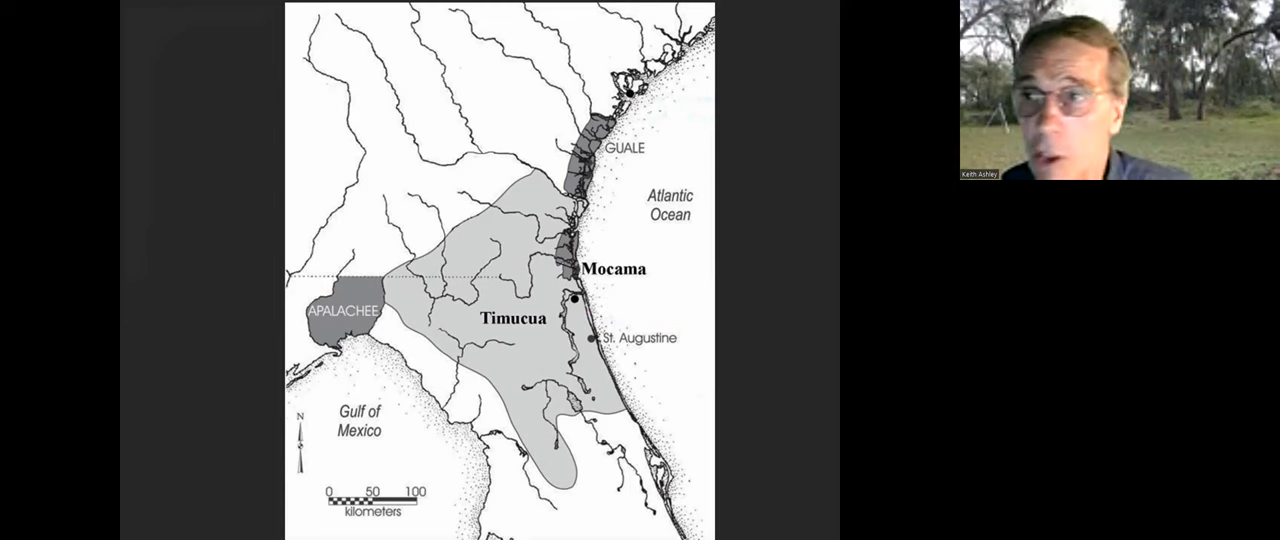 GUALE
Atlantic
Ocean
Mocama
APALACHEE
Timucua
St. Augustine
Gulf of
Mexico
N
0 50 100
kilometers
Keith Ashley